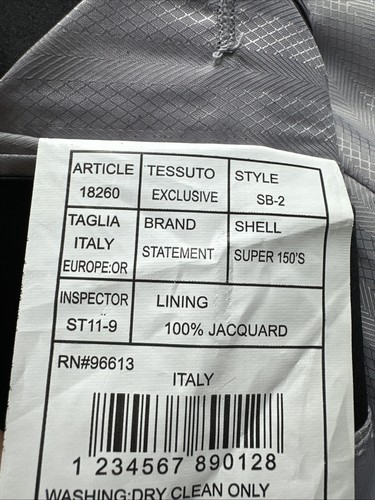 ARTICLE
18260
TESSUTO
EXCLUSIVE
STYLE
SB-2
TAGLIA
ITALY
EUROPE:OR
BRAND
STATEMENT
SHELL
SUPER 150'S
INSPECTOR
ST11-9
LINING
100% JACQUARD
RN#96613
ITALY
1 234567 890128
WASHING:DRY CLEAN ONLY